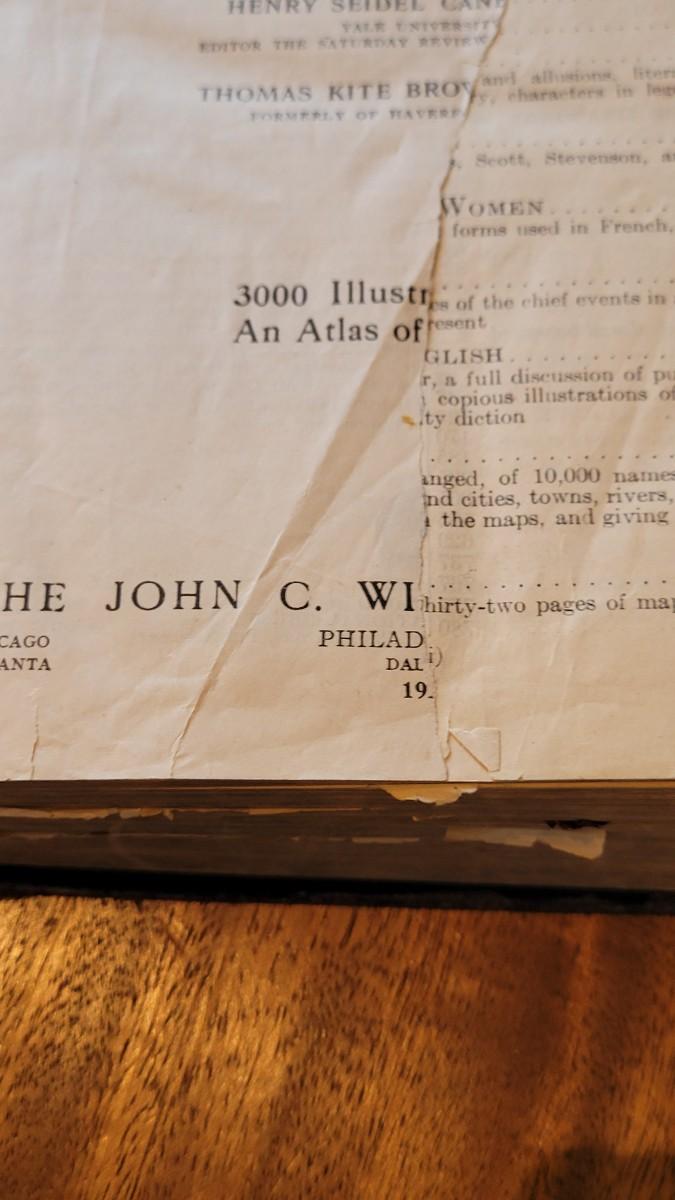 HENRY SEIDEL CAN
YALE UNIVERSITY
EDITOR THE SATURDAY REVIEW
THOMAS KITE BRO
FORMERLY OF HAVERF
3000 Illustr
An Atlas of
HE JOHN C. WI
CAGO PHILAD
ANTA DAL
19
and allusions, liter
y, characters in leg
s, Scott, Stevenson, a
WOMEN
forms used in French,
es of the chief events in
resent
GLISH
r, a full discussion of pu
copious illustrations of
ty diction
anged, of 10,000 names
nd cities, towns, rivers,
the maps, and giving
hirty-two pages of map